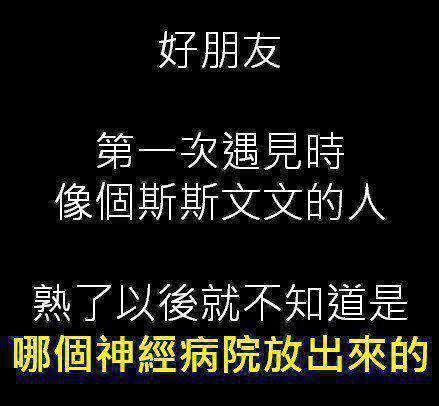 好朋友
第一次遇見時
像個斯斯文文的人
熟了以後就不知道是
哪個神經病院放出來的